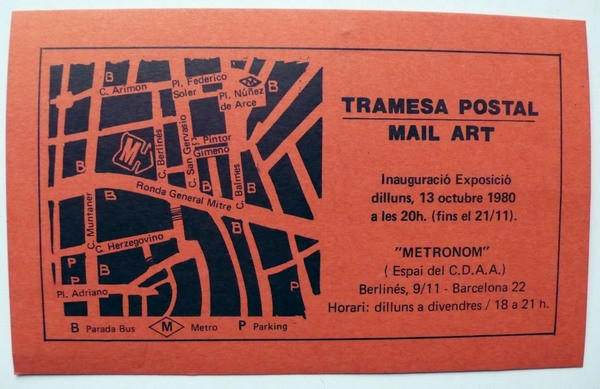 C. Arimon
B
Pl. Federico
Soler
Pl. Núñez
de Arce
B
B
C. Berlinés
C. San Gervasio
C. Pintor
Gimeno
M
B
B
B
B
C. Balmes
Ronda General Mitre
B
C. Muntaner
C. Herzegovino
P
P
B
P
B
Pl. Adriano
B Parada Bus M Metro P Parking
TRAMESA POSTAL
MAIL ART
Inauguració Exposició
dilluns, 13 octubre 1980
a les 20h. (fins el 21/11).
"METRONOM"
( Espai del C.D.A.A.)
Berlinés, 9/11 - Barcelona 22
Horari: dilluns a divendres / 18 a 21 h.